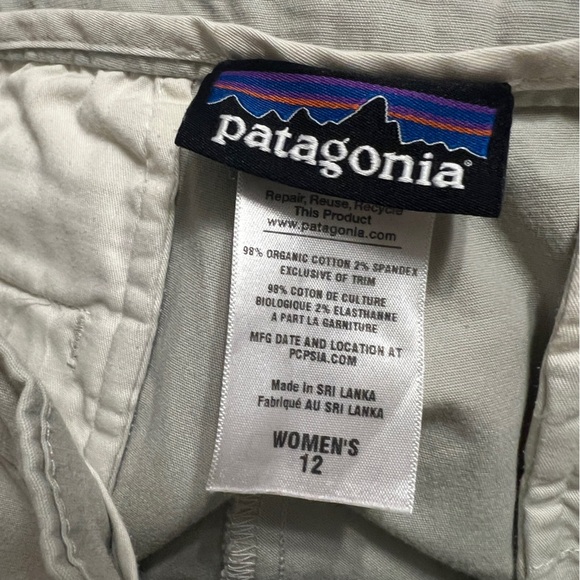 patagonia®
Repair, Reuse, Recycle
This Product
www.patagonia.com
98% ORGANIC COTTON 2% SPANDEX
EXCLUSIVE OF TRIM
98% COTON DE CULTURE
BIOLOGIQUE 2% ELASTHANNE
A PART LA GARNITURE
MFG DATE AND LOCATION AT
PCPSIA.COM
Made in SRI LANKA
Fabriqué AU SRI LANKA
WOMEN'S
12